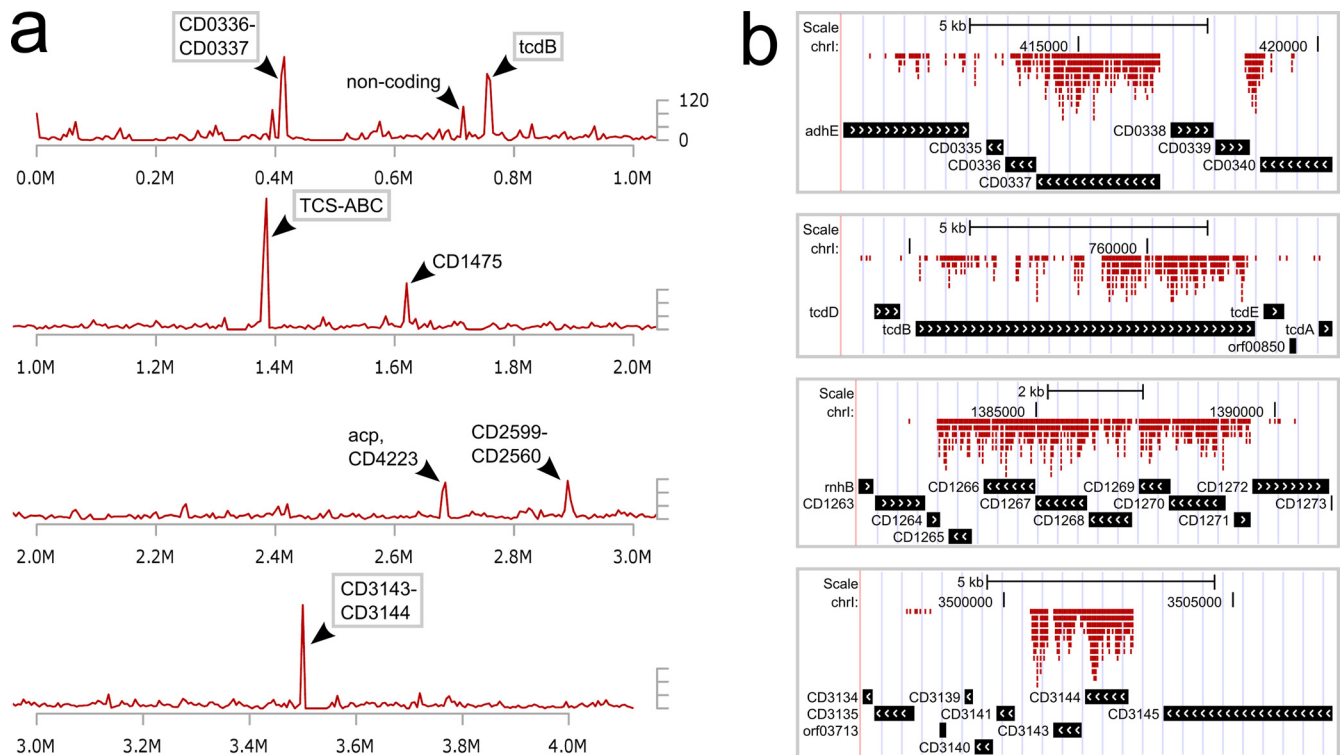 a
CD0336-
CD0337
non-coding
tcdB
120
0
0.0M 0.2M 0.4M 0.6M 0.8M 1.0M
TCS-ABC
CD1475
1.0M 1.2M 1.4M 1.6M 1.8M 2.0M
acp,
CD4223
CD2599-
CD2560
2.0M 2.2M 2.4M 2.6M 2.8M 3.0M
CD3143-
CD3144
3.0M 3.2M 3.4M 3.6M 3.8M 4.0M
b
Scale 5 kb
chrI: 415000 420000
adhE CD0338
CD0335 CD0339
CD0336 CD0340
CD0337
Scale 5 kb
chrI: 760000
tcdD tcdE
tcdB tcdA
orf00850
Scale 2 kb
chrI: 1385000 1390000
rnhB CD1266 CD1269 CD1272
CD1263 CD1267 CD1270 CD1273
CD1264 CD1268 CD1271
CD1265
Scale 5 kb
chrI: 3500000 3505000
CD3134 CD3139 CD3144
CD3135 CD3141 CD3145
orf03713 CD3143
CD3140